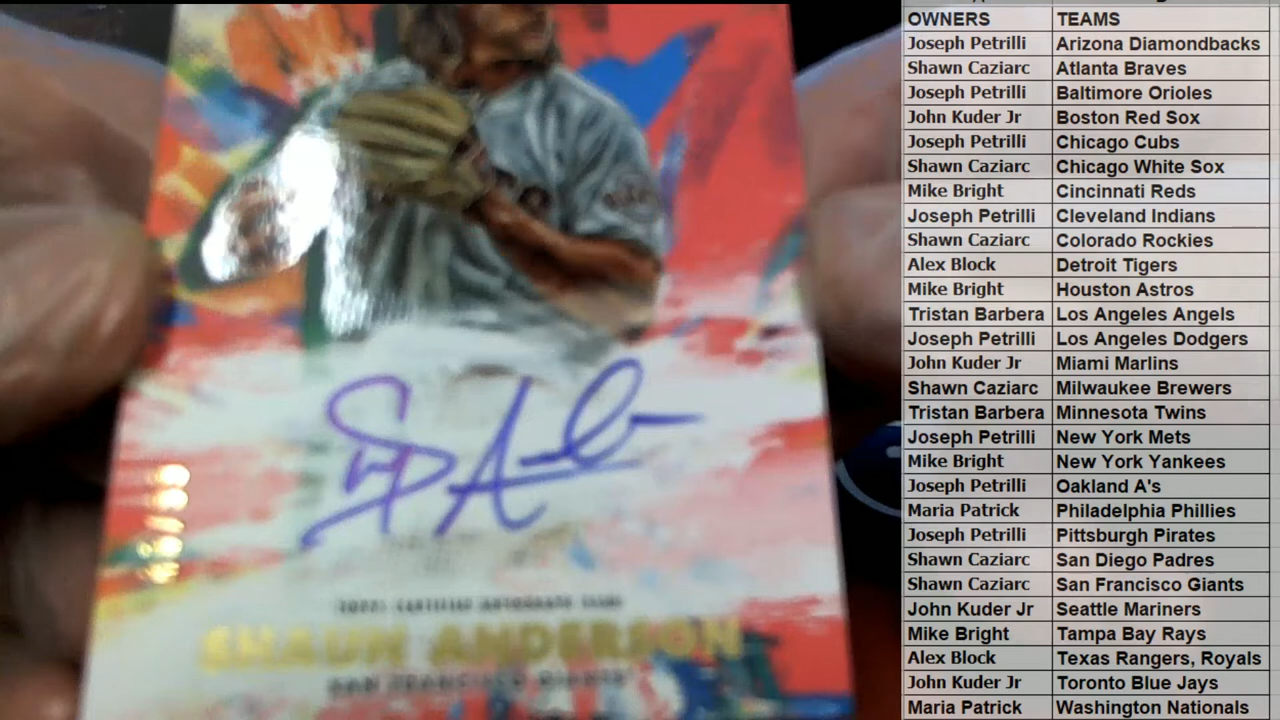 TOPPS CERTIFIED AUTOGRAPH ISSUE
SHAUN ANDERSON
SAN FRANCISCO GIANTS
OWNERS TEAMS
Joseph Petrilli Arizona Diamondbacks
Shawn Caziarc Atlanta Braves
Joseph Petrilli Baltimore Orioles
John Kuder Jr Boston Red Sox
Joseph Petrilli Chicago Cubs
Shawn Caziarc Chicago White Sox
Mike Bright Cincinnati Reds
Joseph Petrilli Cleveland Indians
Shawn Caziarc Colorado Rockies
Alex Block Detroit Tigers
Mike Bright Houston Astros
Tristan Barbera Los Angeles Angels
Joseph Petrilli Los Angeles Dodgers
John Kuder Jr Miami Marlins
Shawn Caziarc Milwaukee Brewers
Tristan Barbera Minnesota Twins
Joseph Petrilli New York Mets
Mike Bright New York Yankees
Joseph Petrilli Oakland A's
Maria Patrick Philadelphia Phillies
Joseph Petrilli Pittsburgh Pirates
Shawn Caziarc San Diego Padres
Shawn Caziarc San Francisco Giants
John Kuder Jr Seattle Mariners
Mike Bright Tampa Bay Rays
Alex Block Texas Rangers, Royals
John Kuder Jr Toronto Blue Jays
Maria Patrick Washington Nationals